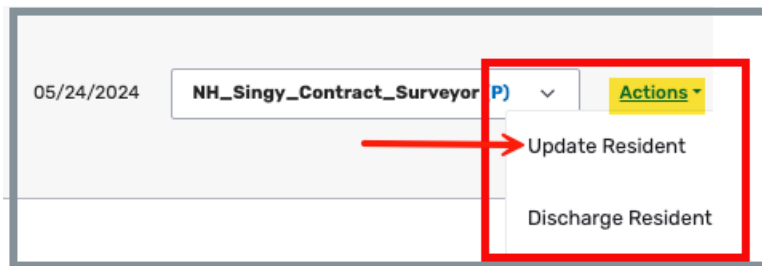 05/24/2024 NH_Singy_Contract_Surveyor (P) Actions
Update Resident
Discharge Resident